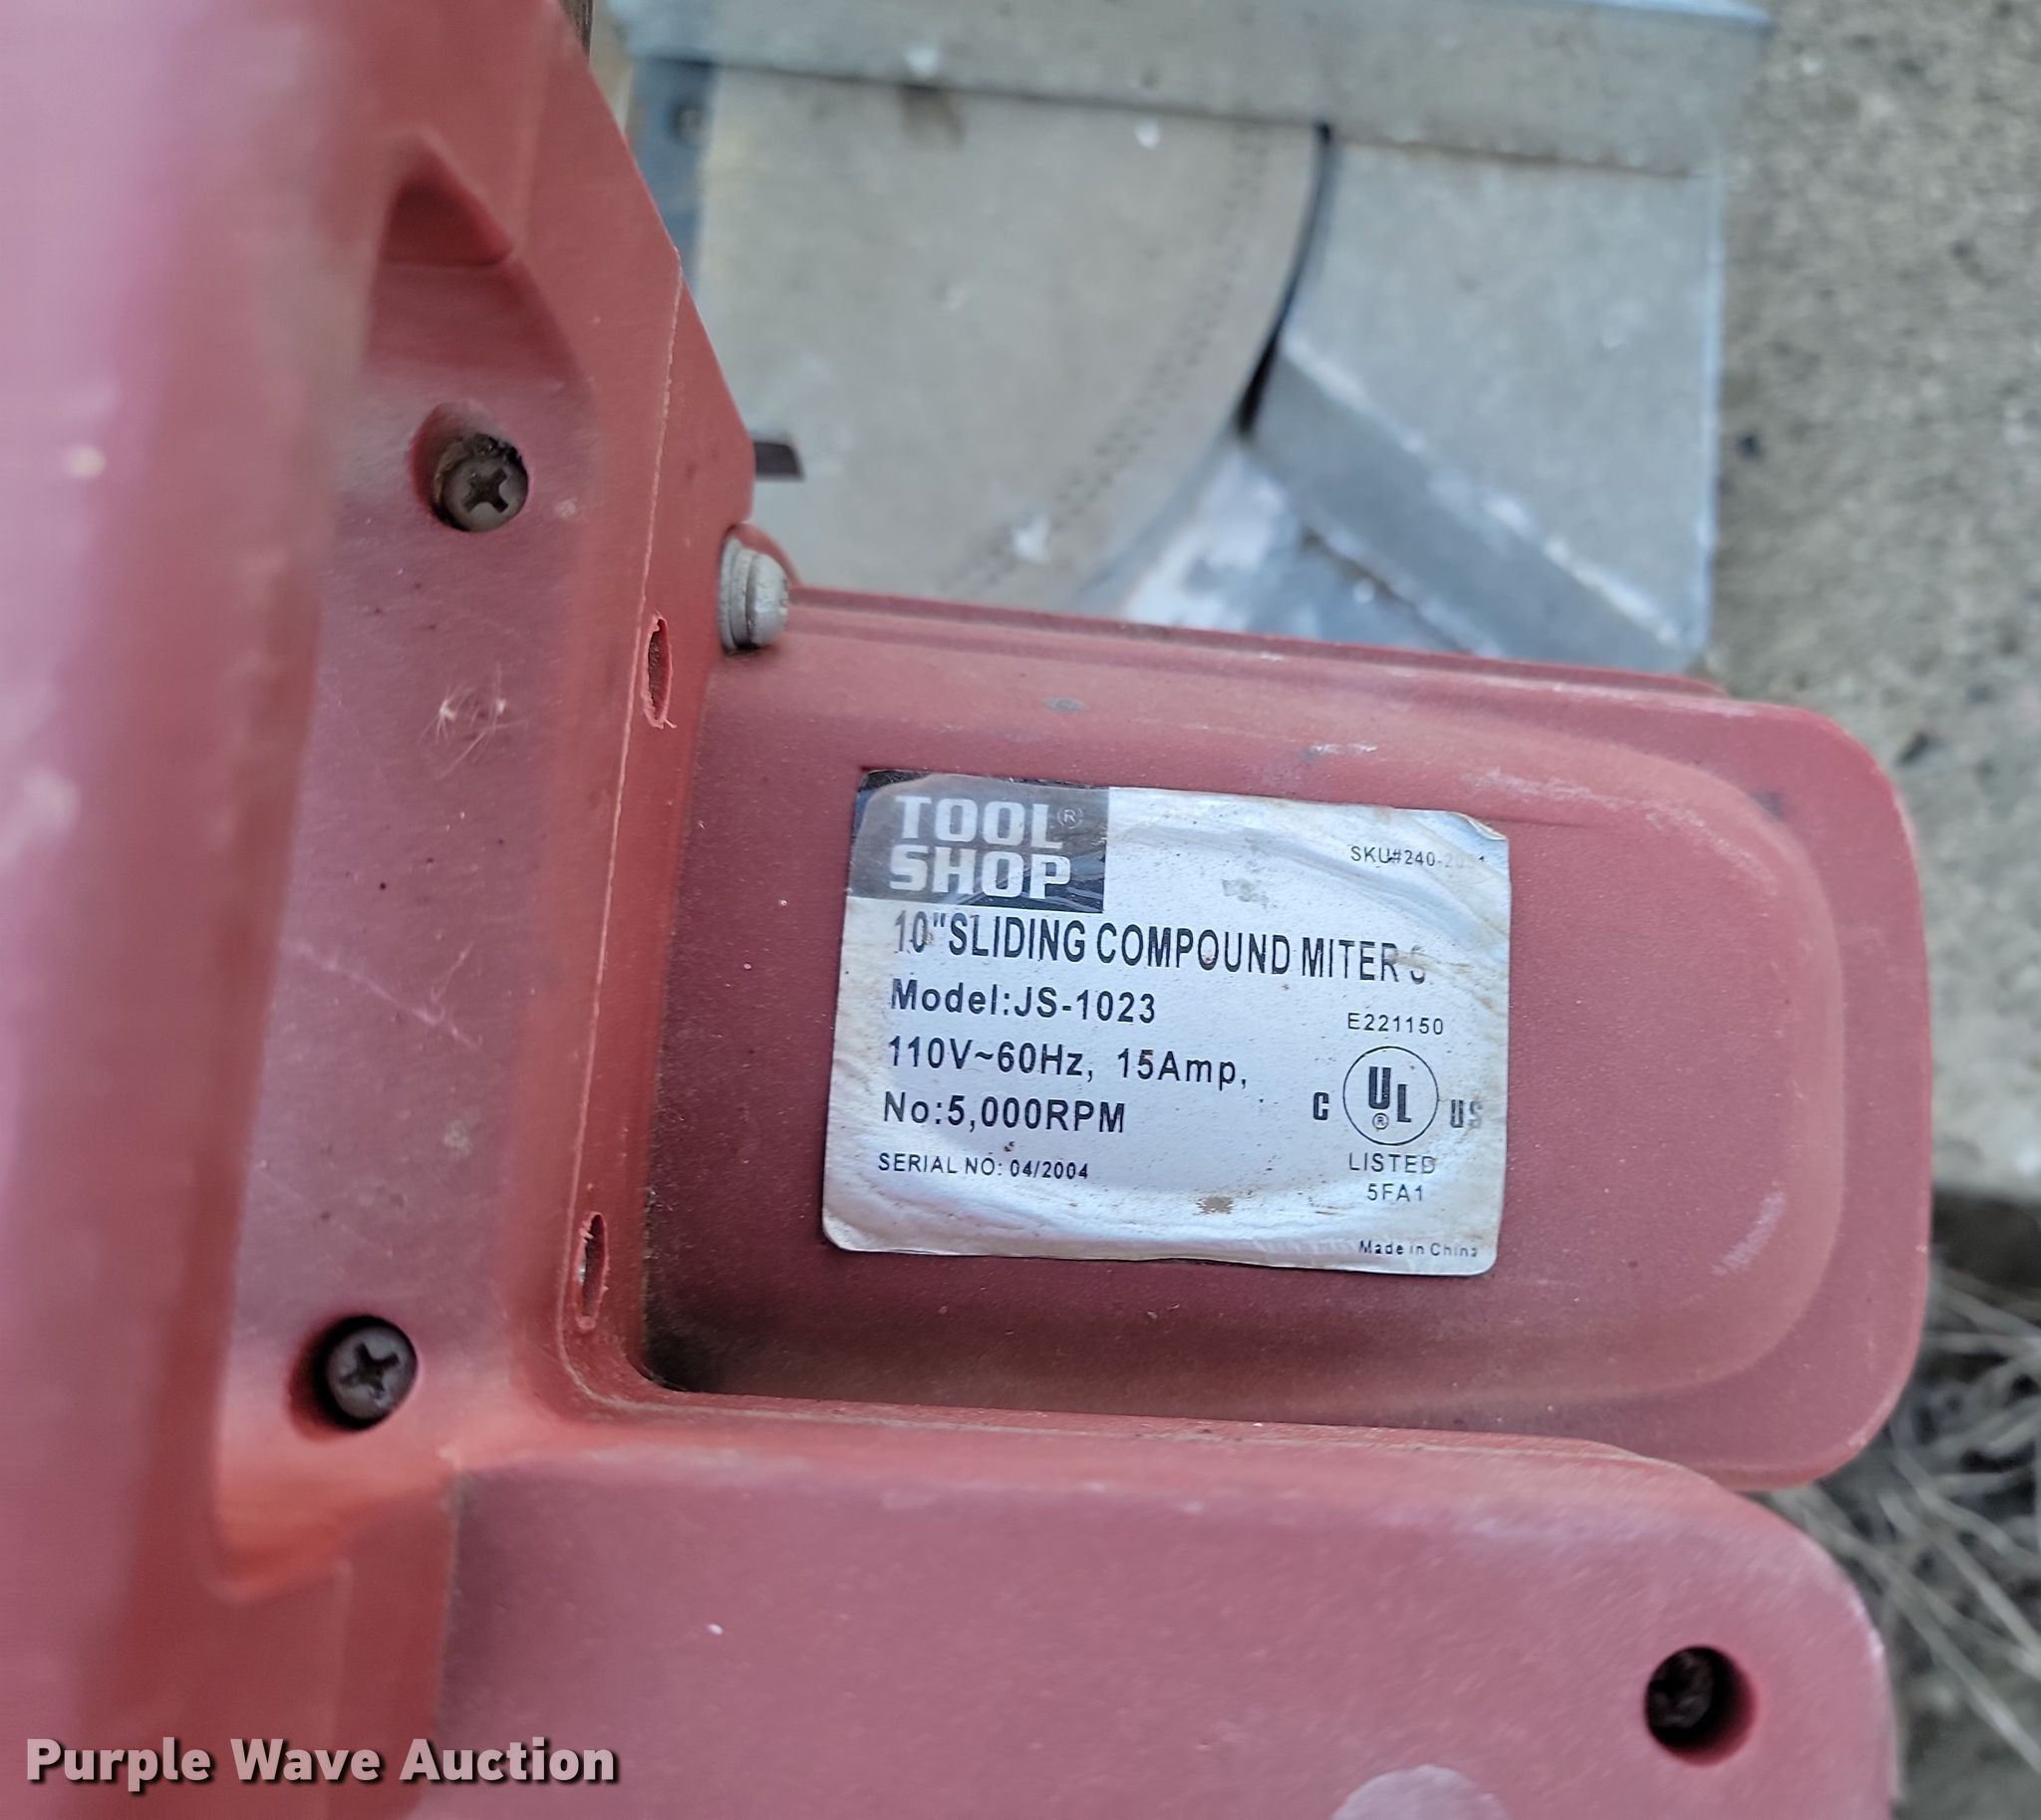 TOOL®
SHOP
SKU#240-
10"SLIDING COMPOUND MITER
Model:JS-1023
E221150
110V~60Hz, 15Amp,
No:5,000RPM
C UL® US
SERIAL NO: 04/2004
LISTED
5FA1
Made in China
Purple Wave Auction